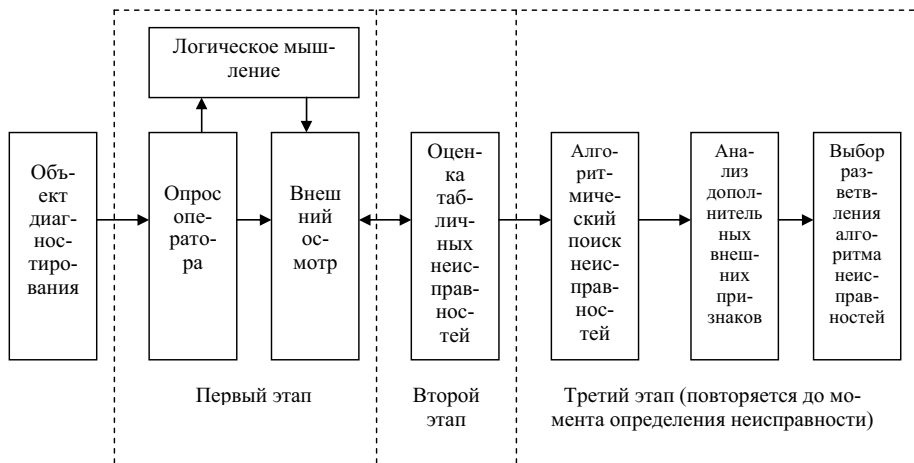 Логическое мыш-
ление
Объ-
ект
диаг-
нос-
тиро-
вания
Опрос
опе-
рато-
ра
Внеш
ний
ос-
мотр
Оцен-
ка
таб-
лич-
ных
неис-
прав-
нос-
тей
Алго-
рит-
миче-
ский
поиск
неис-
прав-
нос-
тей
Ана-
лиз
допол-
нитель
ных
внеш-
них
при-
знаков
Выбор
раз-
ветв-
ления
алго-
ритма
неис-
прав-
ностей
Первый этап
Второй
этап
Третий этап (повторяется до мо-
мента определения неисправности)